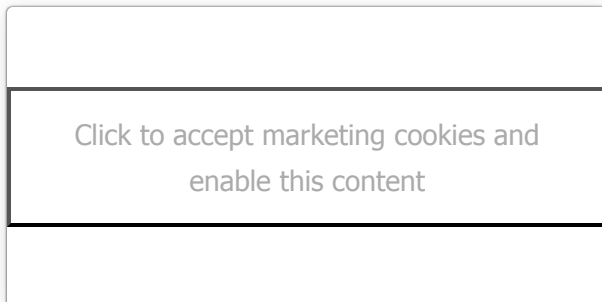 Click to accept marketing cookies and
enable this content